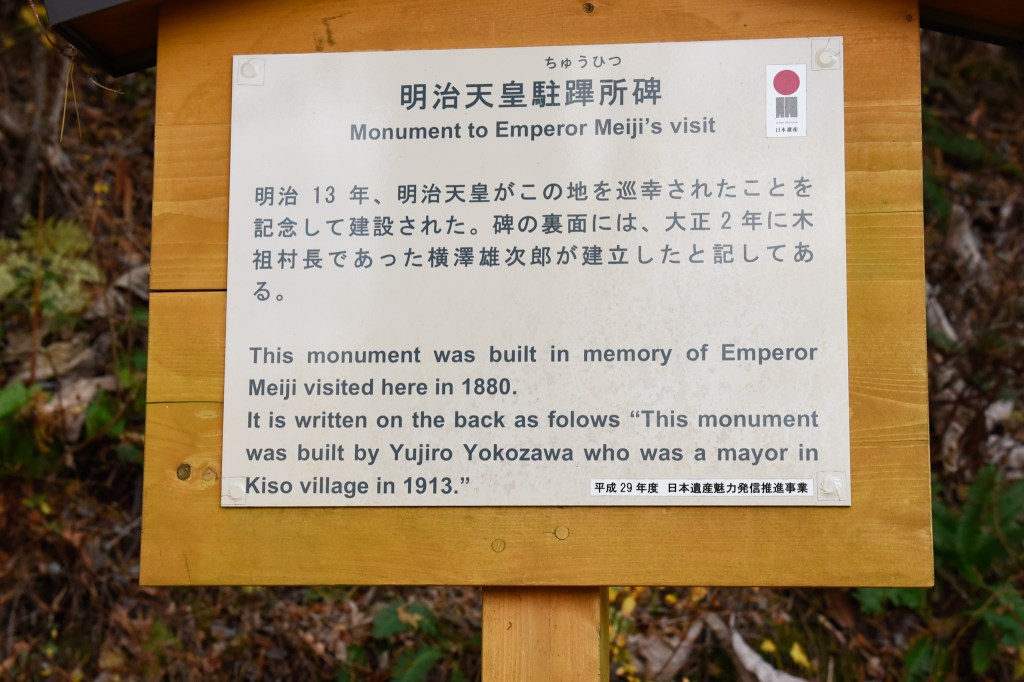 ちゅうひつ
明治天皇駐蹕所碑
Monument to Emperor Meiji's visit
日本遺産
明治 13 年、明治天皇がこの地を巡幸されたことを
記念して建設された。碑の裏面には、大正 2 年に木
祖村長であった横澤雄次郎が建立したと記してあ
る。
This monument was built in memory of Emperor
Meiji visited here in 1880.
It is written on the back as folows “This monument
was built by Yujiro Yokozawa who was a mayor in
Kiso village in 1913.”
平成 29 年度 日本遺産魅力発信推進事業